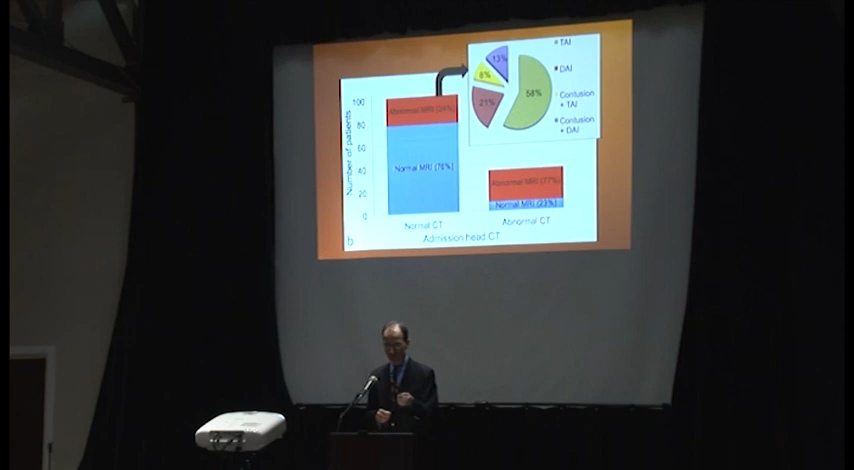 13%
8%
21%
58%
TAI
DAI
Contusion
+ TAI
Contusion
+ DAI
Number of patients
100
80
60
40
20
0
Abnormal MRI (24%)
Normal MRI (76%)
Abnormal MRI (77%)
Normal MRI (23%)
Normal CT
Abnormal CT
b
Admission head CT